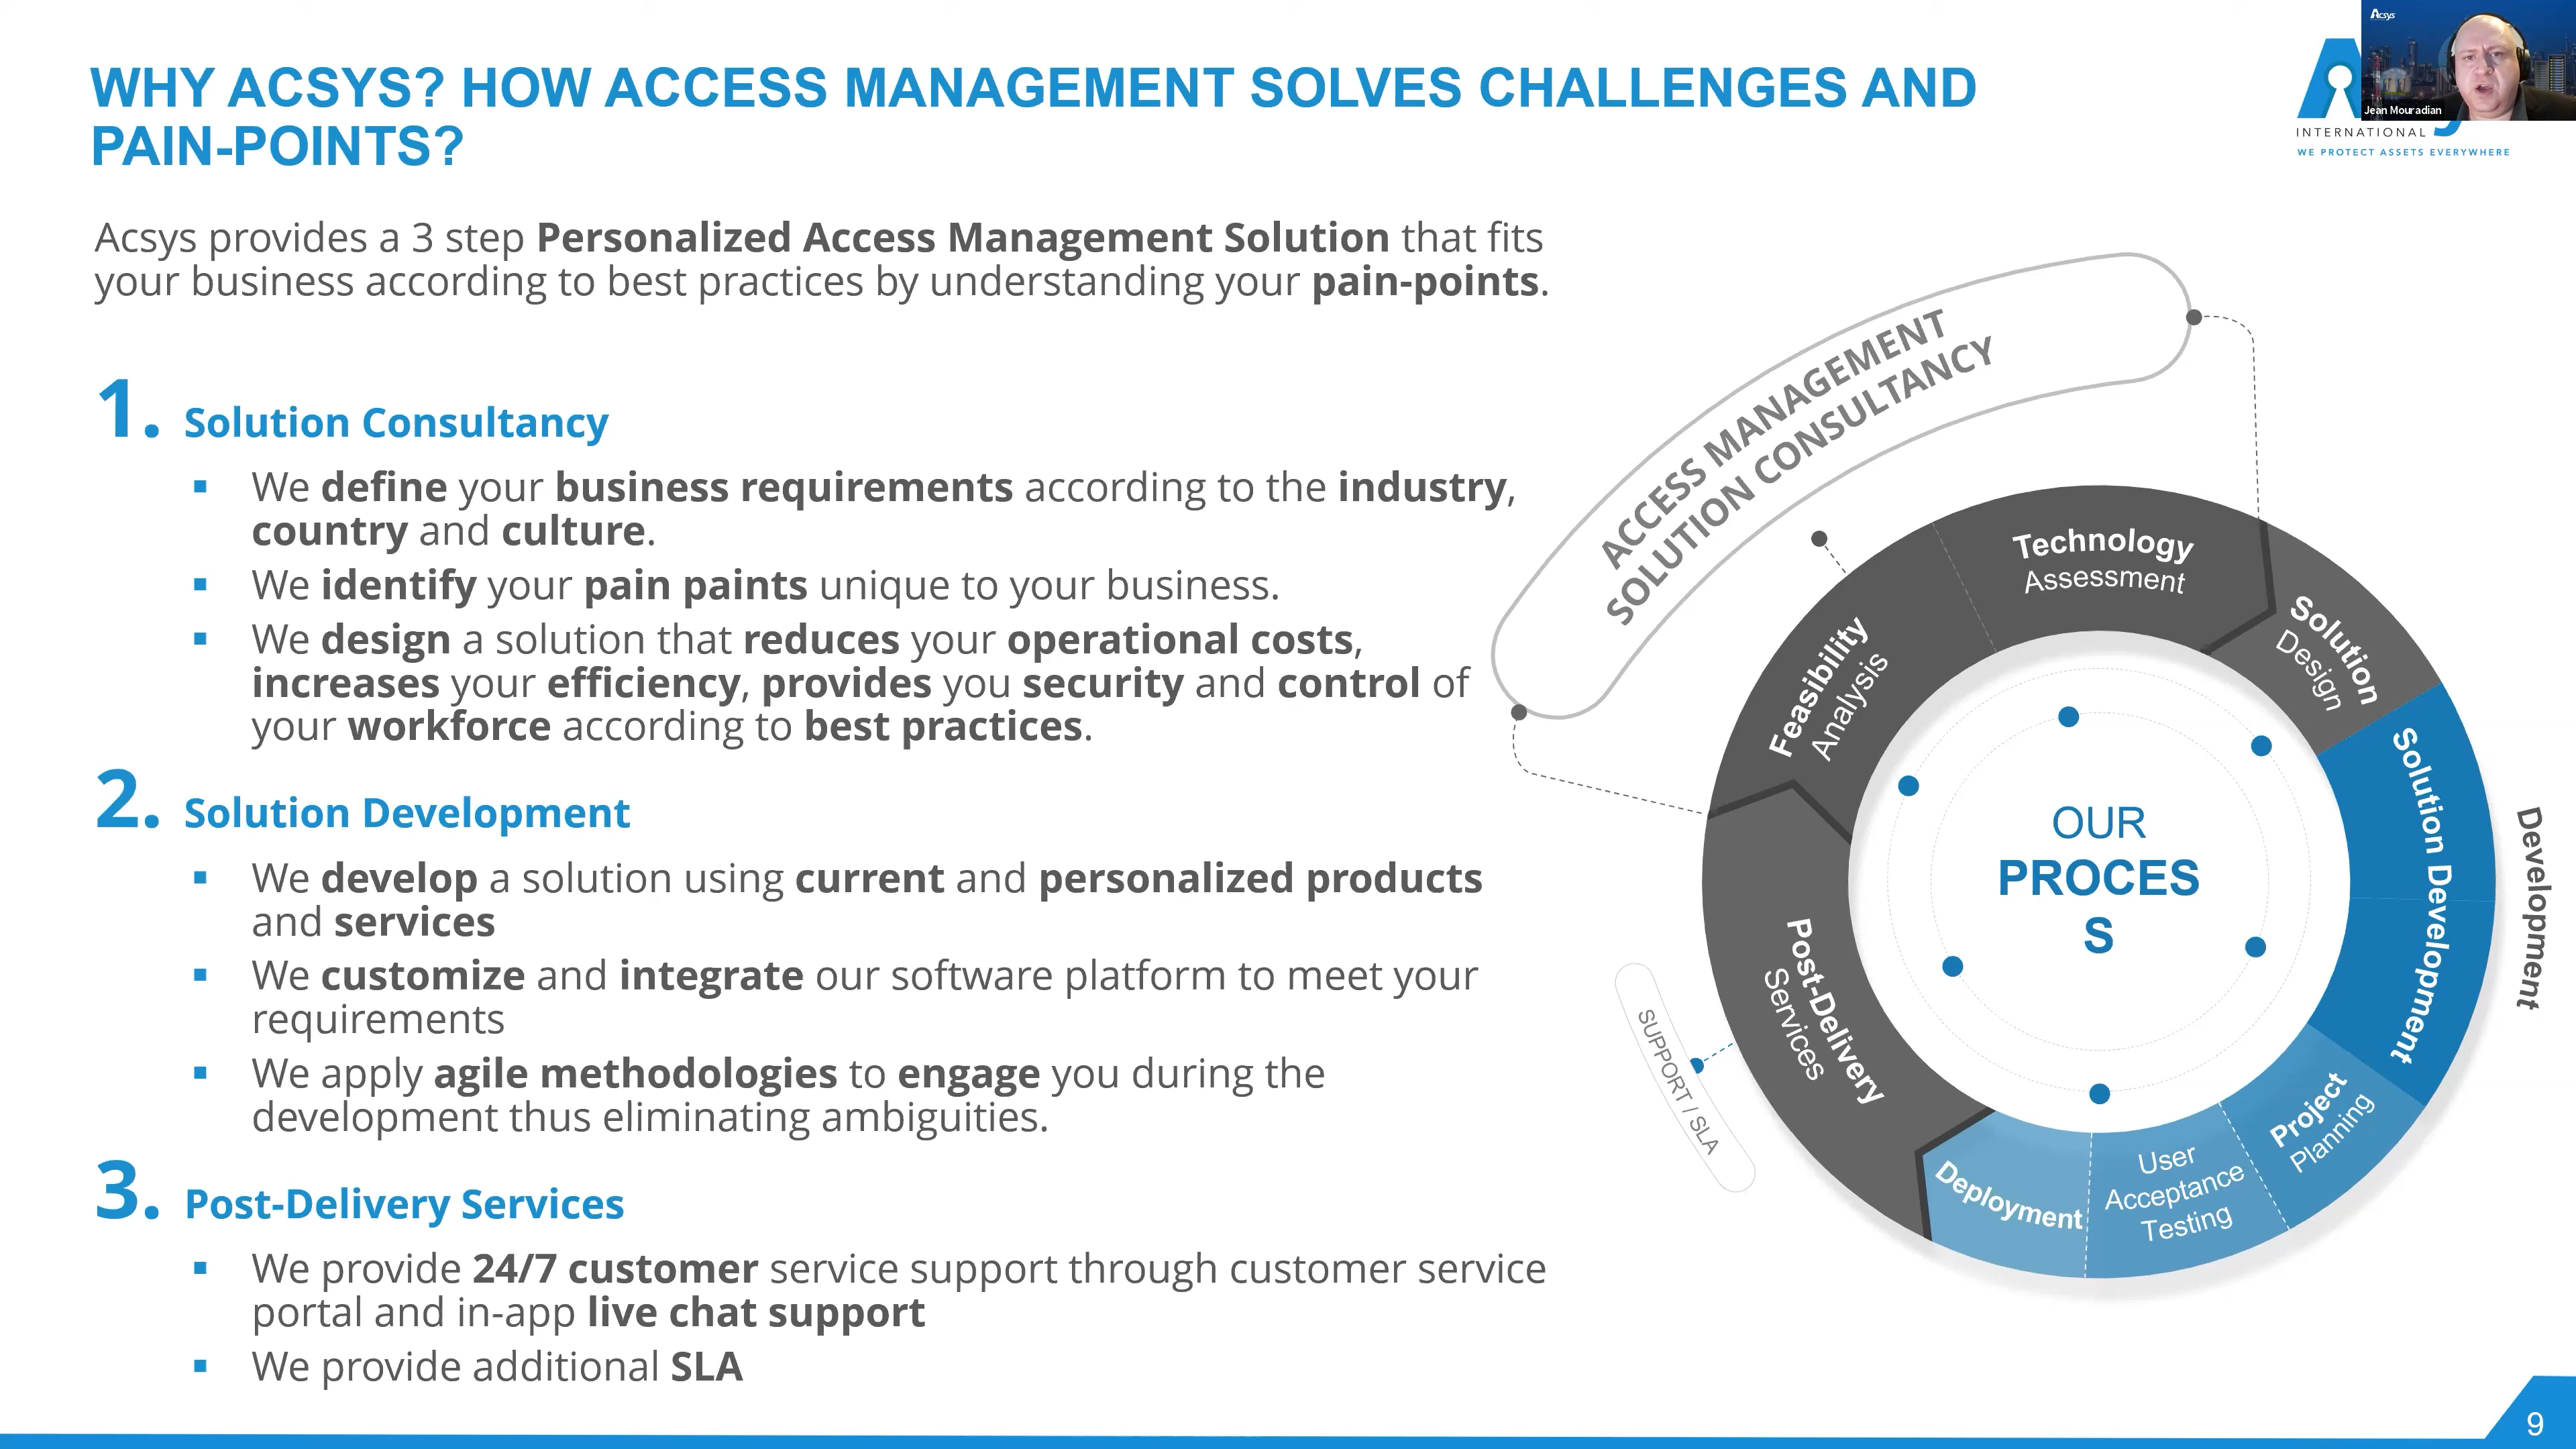 WHY ACSYS? HOW ACCESS MANAGEMENT SOLVES CHALLENGES AND
PAIN-POINTS?
Acsys
Jean Mouradian
INTERNATIONAL
WE PROTECT ASSETS EVERYWHERE
Acsys provides a 3 step Personalized Access Management Solution that fits
your business according to best practices by understanding your pain-points.
1. Solution Consultancy
▪ We define your business requirements according to the industry,
country and culture.
▪ We identify your pain paints unique to your business.
▪ We design a solution that reduces your operational costs,
increases your efficiency, provides you security and control of
your workforce according to best practices.
2. Solution Development
▪ We develop a solution using current and personalized products
and services
▪ We customize and integrate our software platform to meet your
requirements
▪ We apply agile methodologies to engage you during the
development thus eliminating ambiguities.
3. Post-Delivery Services
▪ We provide 24/7 customer service support through customer service
portal and in-app live chat support
▪ We provide additional SLA
ACCESS MANAGEMENT
SOLUTION CONSULTANCY
Feasibility
Analysis
Technology
Assessment
Solution
Design
Solution Development
Development
Project
Planning
User
Acceptance
Testing
Deployment
Post-Delivery
Services
SUPPORT / SLA
OUR
PROCES
S
9